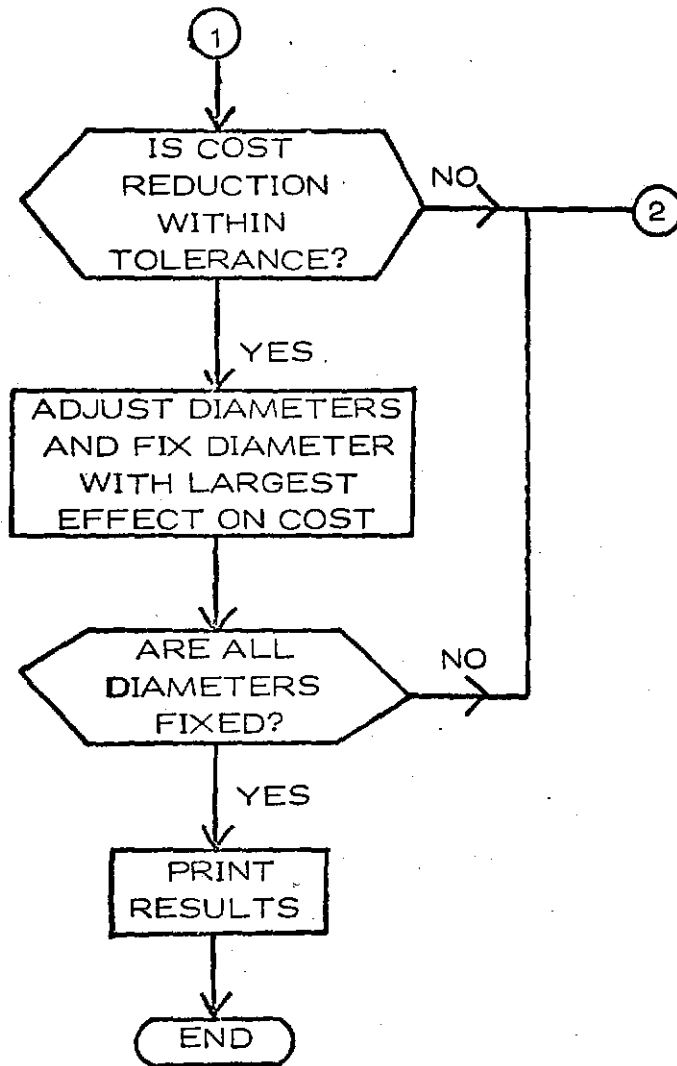 1
IS COST
REDUCTION
WITHIN
TOLERANCE?
NO
2
YES
ADJUST DIAMETERS
AND FIX DIAMETER
WITH LARGEST
EFFECT ON COST
ARE ALL
DIAMETERS
FIXED?
NO
YES
PRINT
RESULTS
END